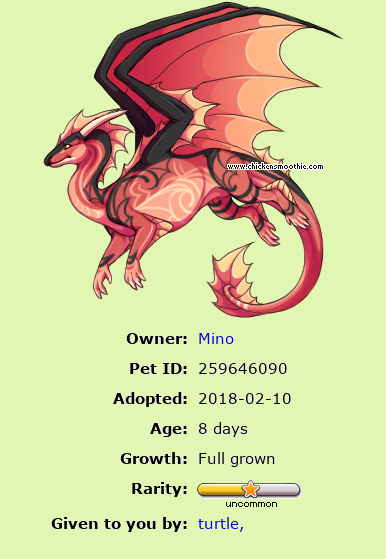 www.chickensmoothie.com
Owner: Mino
Pet ID: 259646090
Adopted: 2018-02-10
Age: 8 days
Growth: Full grown
Rarity:
uncommon
Given to you by: turtle,